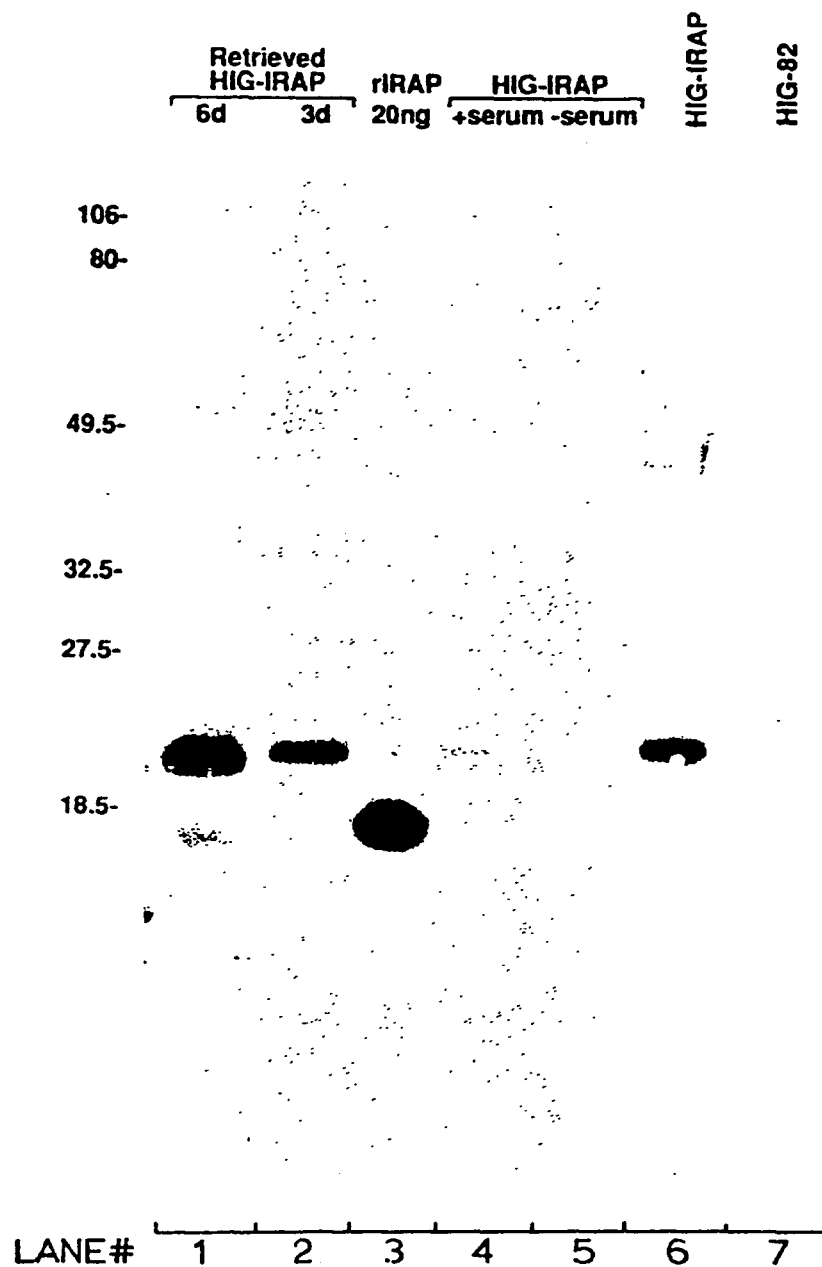 Retrieved
HIG-IRAP
6d 3d
rIRAP
20ng
HIG-IRAP
+serum -serum
HIG-IRAP
HIG-82
106-
80-
49.5-
32.5-
27.5-
18.5-
LANE# 1 2 3 4 5 6 7